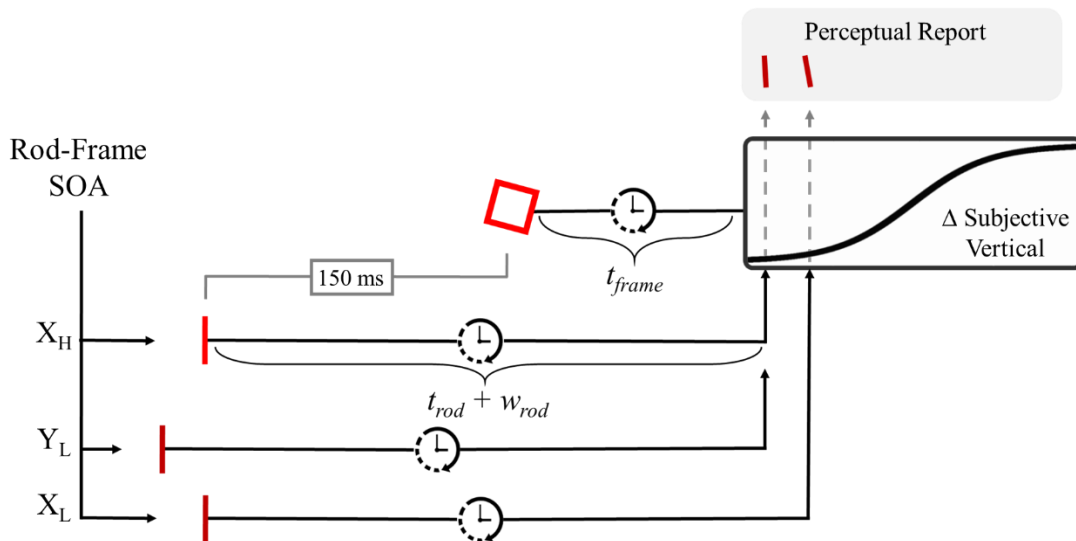 Perceptual Report
Rod-Frame
SOA
Δ Subjective
Vertical
t_frame
150 ms
X_H
t_rod + w_rod
Y_L
X_L